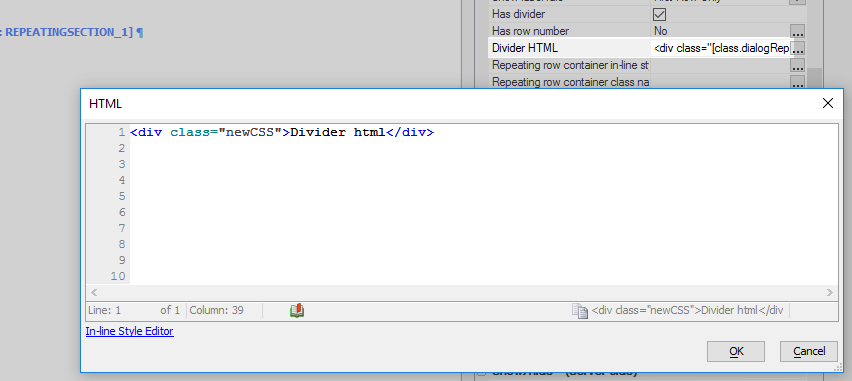 Has divider
: REPEATINGSECTION_1] ¶
Has row number No ...
Divider HTML <div class="[class.dialogRep ...
Repeating row container in-line st ...
Repeating row container class na ...
HTML
1 <div class="newCSS">Divider html</div>
2
3
4
5
6
7
8
9
10
Line: 1 of 1 Column: 39 <div class="newCSS">Divider html</div
In-line Style Editor
OK Cancel